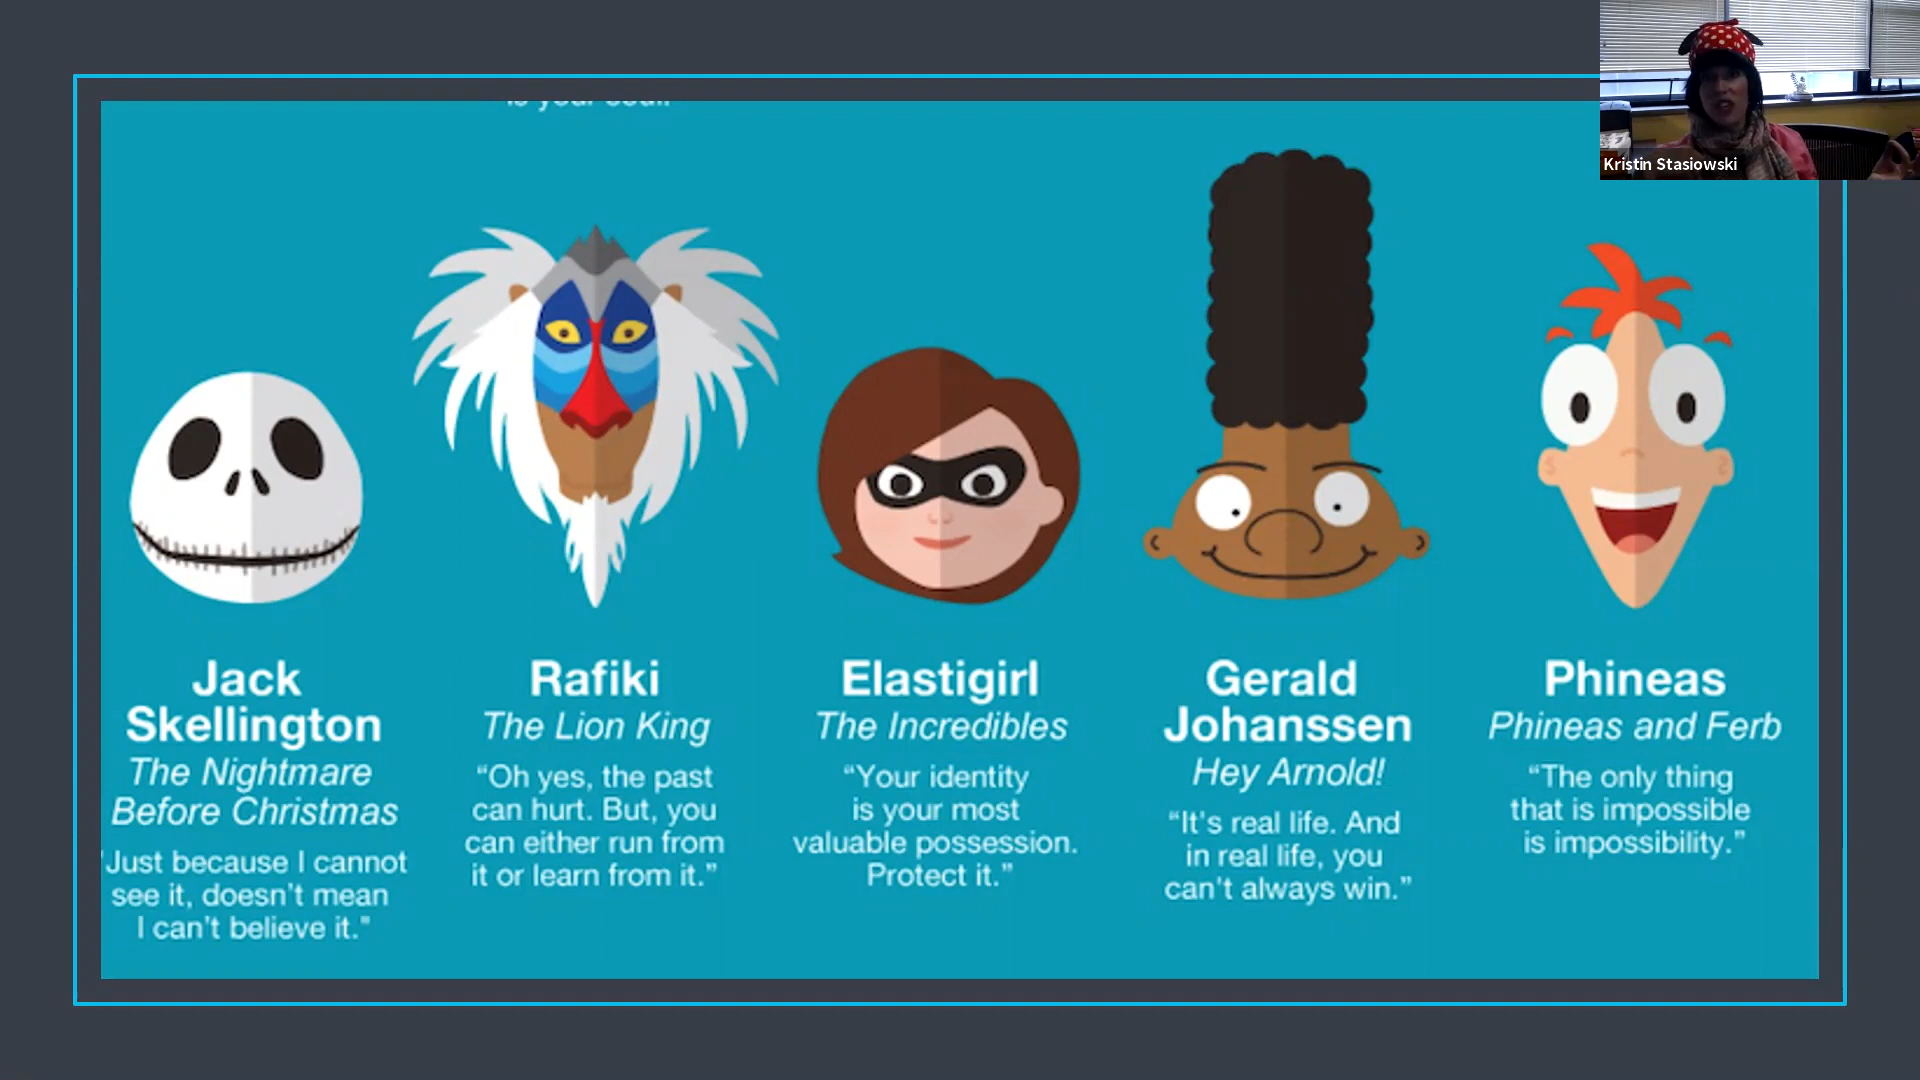 is your soul.
Kristin Stasiowski
Jack
Skellington
The Nightmare
Before Christmas
"Just because I cannot
see it, doesn't mean
I can't believe it."
Rafiki
The Lion King
“Oh yes, the past
can hurt. But, you
can either run from
it or learn from it.”
Elastigirl
The Incredibles
“Your identity
is your most
valuable possession.
Protect it.”
Gerald
Johanssen
Hey Arnold!
“It's real life. And
in real life, you
can't always win.”
Phineas
Phineas and Ferb
“The only thing
that is impossible
is impossibility.”